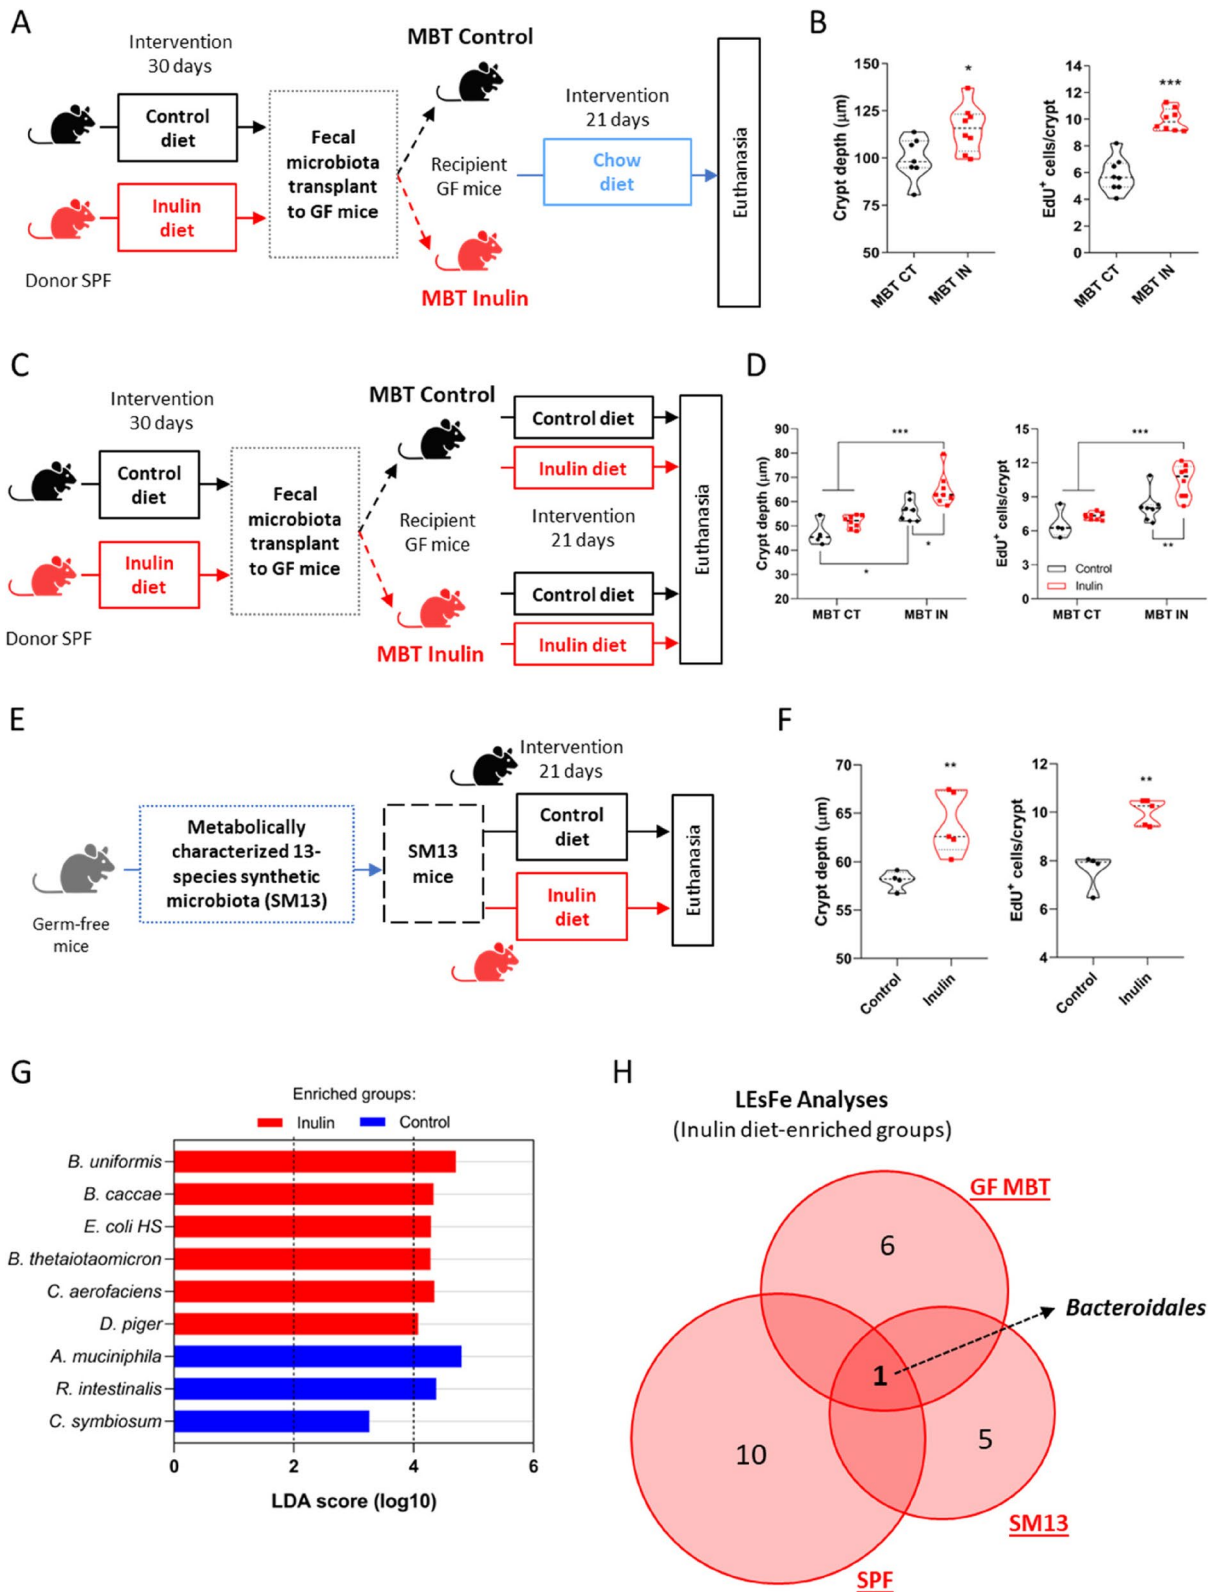 A
Intervention
30 days
Control
diet
Inulin
diet
Donor SPF
Fecal
microbiota
transplant
to GF mice
MBT Control
Recipient
GF mice
MBT Inulin
Intervention
21 days
Chow
diet
Euthanasia
B
Crypt depth (μm)
150
125
100
75
50
*
MBT CT
MBT IN
EdU+ cells/crypt
14
12
10
8
6
4
2
0
***
MBT CT
MBT IN
C
Intervention
30 days
Control
diet
Inulin
diet
Donor SPF
Fecal
microbiota
transplant
to GF mice
MBT Control
Recipient
GF mice
MBT Inulin
Control diet
Inulin diet
Intervention
21 days
Control diet
Inulin diet
Euthanasia
D
Crypt depth (μm)
90
80
70
60
50
40
30
20
***
*
*
MBT CT
MBT IN
EdU+ cells/crypt
15
12
9
6
3
0
***
**
Control
Inulin
MBT CT
MBT IN
E
Germ-free
mice
Metabolically
characterized 13-
species synthetic
microbiota (SM13)
SM13
mice
Intervention
21 days
Control
diet
Inulin
diet
Euthanasia
F
Crypt depth (μm)
70
65
60
55
50
**
Control
Inulin
EdU+ cells/crypt
12
10
8
6
4
**
Control
Inulin
G
Enriched groups:
Inulin
Control
B. uniformis
B. caccae
E. coli HS
B. thetaiotaomicron
C. aerofaciens
D. piger
A. muciniphila
R. intestinalis
C. symbiosum
0 2 4 6
LDA score (log10)
H
LEsFe Analyses
(Inulin diet-enriched groups)
GF MBT
6
Bacteroidales
1
10
5
SM13
SPF